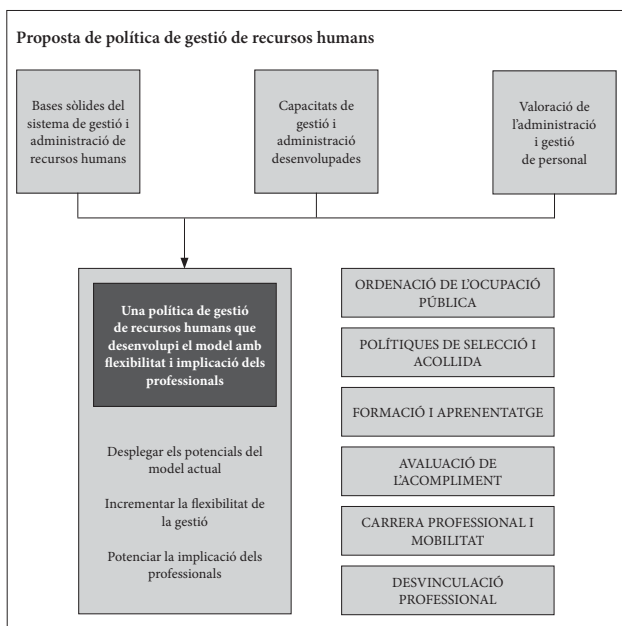 Proposta de política de gestió de recursos humans
Bases sòlides del
sistema de gestió i
administració de
recursos humans
Capacitats de
gestió i
administració
desenvolupades
Valoració de
l’administració
i gestió
de personal
Una política de gestió
de recursos humans que
desenvolupi el model amb
flexibilitat i implicació dels
professionals
Desplegar els potencials del
model actual
Incrementar la flexibilitat de
la gestió
Potenciar la implicació dels
professionals
ORDENACIÓ DE L’OCUPACIÓ
PÚBLICA
POLÍTIQUES DE SELECCIÓ I
ACOLLIDA
FORMACIÓ I APRENENTATGE
AVALUACIÓ DE
L’ACOMPLIMENT
CARRERA PROFESSIONAL I
MOBILITAT
DESVINCULACIÓ
PROFESSIONAL